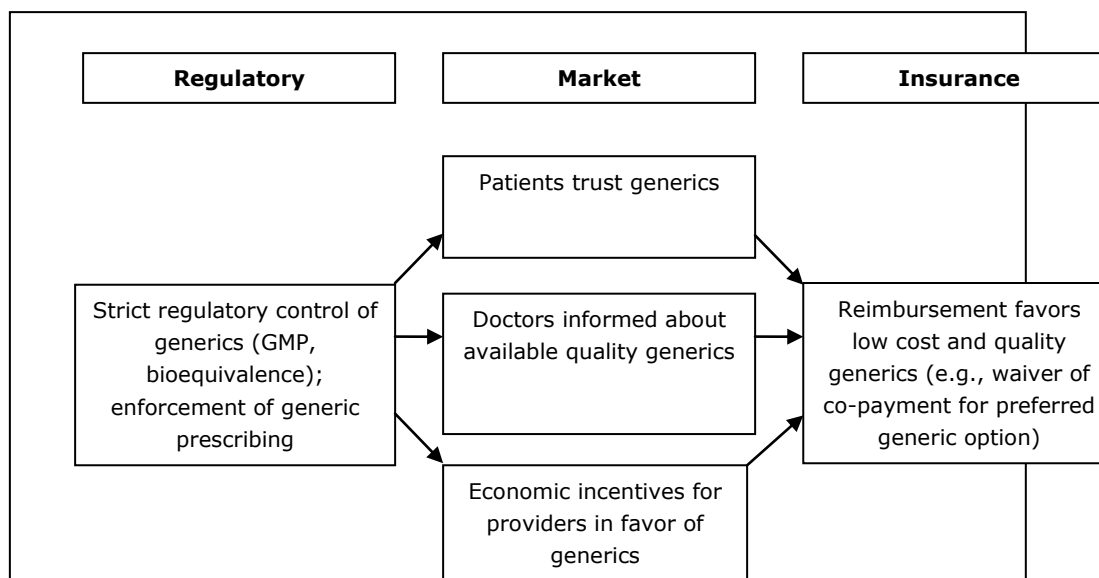 Regulatory
Market
Insurance
Patients trust generics
Strict regulatory control of
generics (GMP,
bioequivalence);
enforcement of generic
prescribing
Doctors informed about
available quality generics
Reimbursement favors
low cost and quality
generics (e.g., waiver of
co-payment for preferred
generic option)
Economic incentives for
providers in favor of
generics